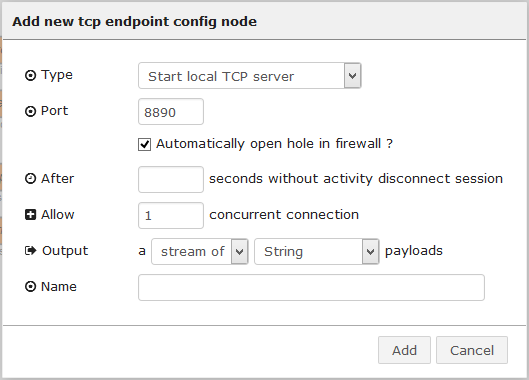 Add new tcp endpoint config node
Type Start local TCP server
Port 8890
Automatically open hole in firewall ?
After seconds without activity disconnect session
Allow 1 concurrent connection
Output a stream of String payloads
Name
Add Cancel